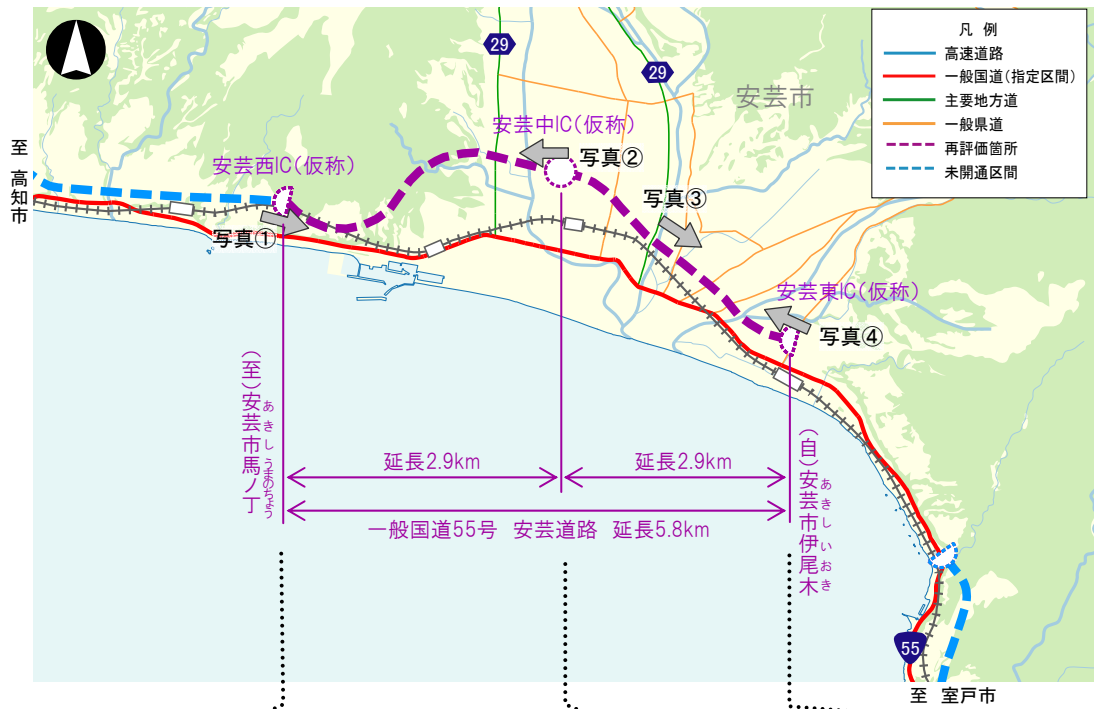 凡 例
高速道路
一般国道(指定区間)
主要地方道
一般県道
再評価箇所
未開通区間
29
29
安芸市
安芸中IC(仮称)
写真②
至
高知市
安芸西IC(仮称)
写真①
写真③
安芸東IC(仮称)
写真④
(至)安芸市馬ノ丁
あきしうまのちょう
延長2.9km
延長2.9km
一般国道55号 安芸道路 延長5.8km
(自)安芸市伊尾木
あきしいおき
55
至 室戸市